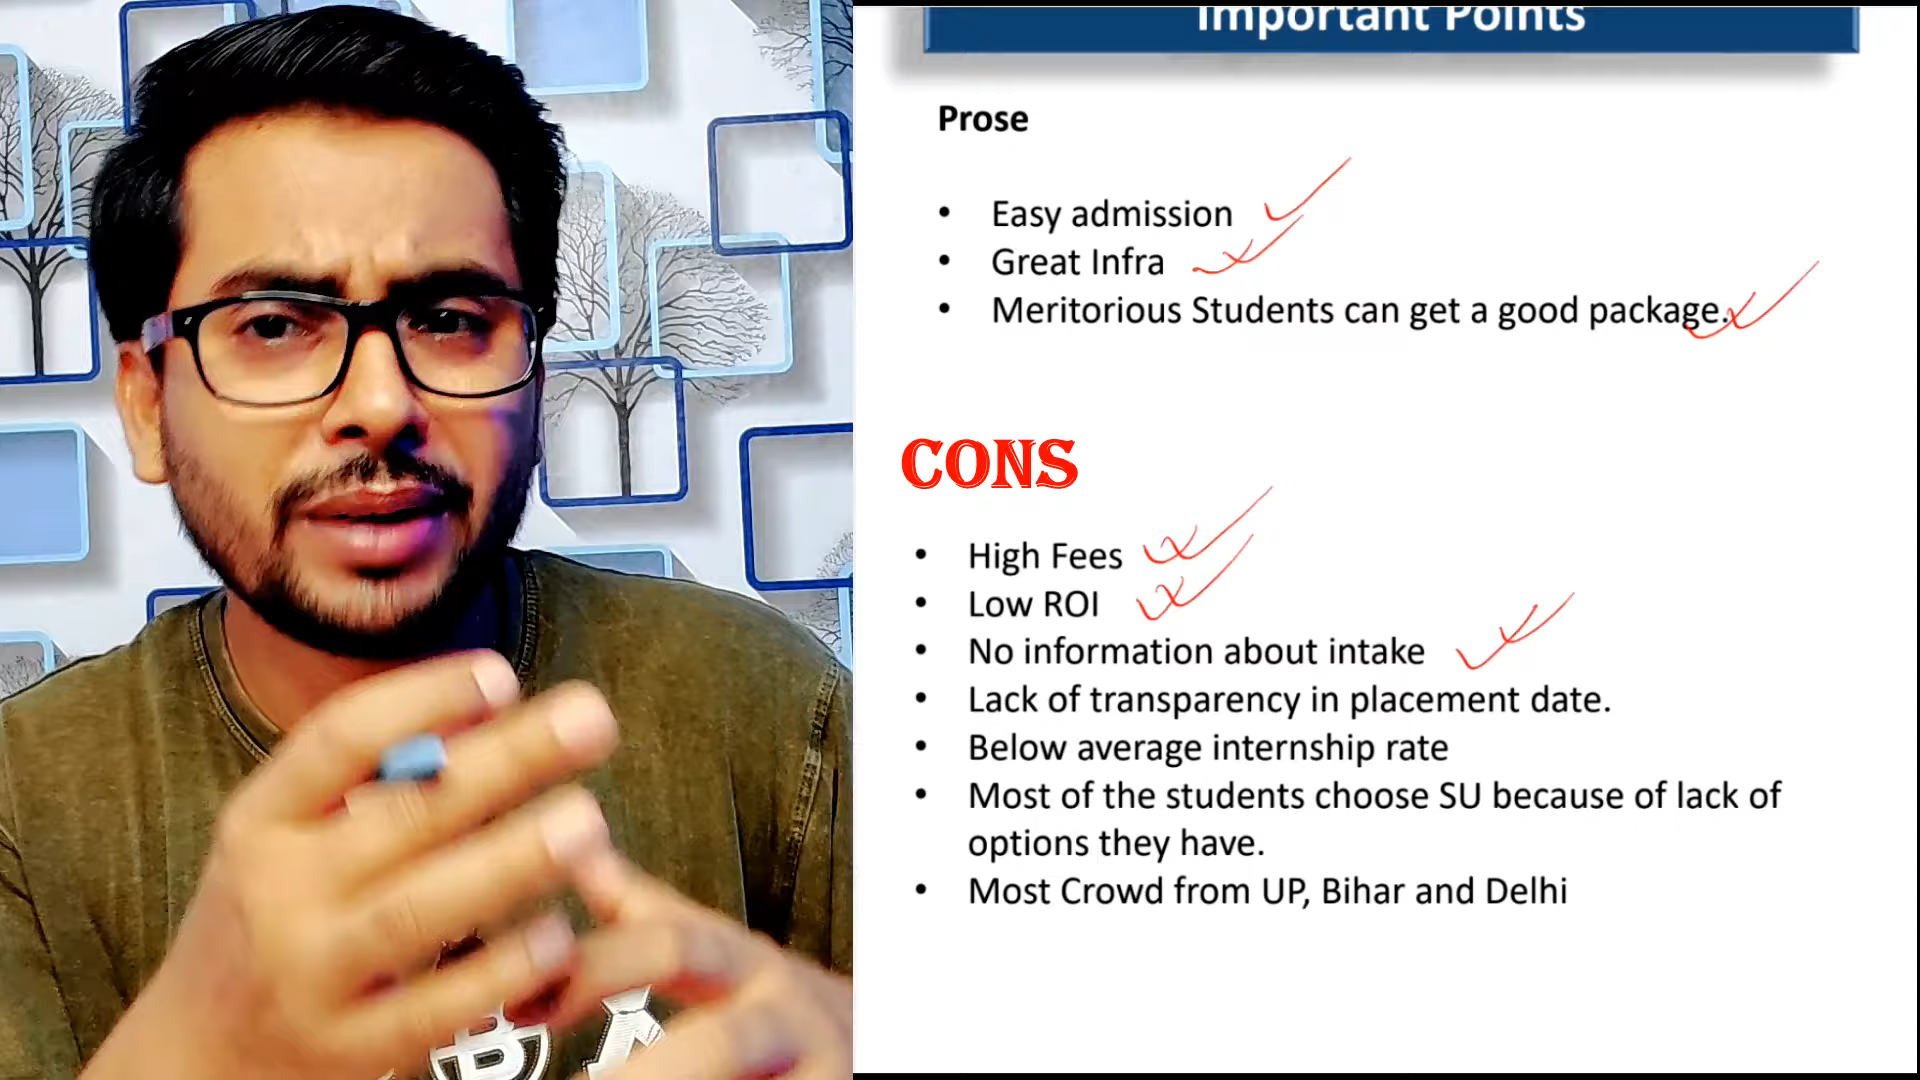 Important Points
Prose
• Easy admission
• Great Infra
• Meritorious Students can get a good package.
CONS
• High Fees
• Low ROI
• No information about intake
• Lack of transparency in placement date.
• Below average internship rate
• Most of the students choose SU because of lack of
options they have.
• Most Crowd from UP, Bihar and Delhi
B